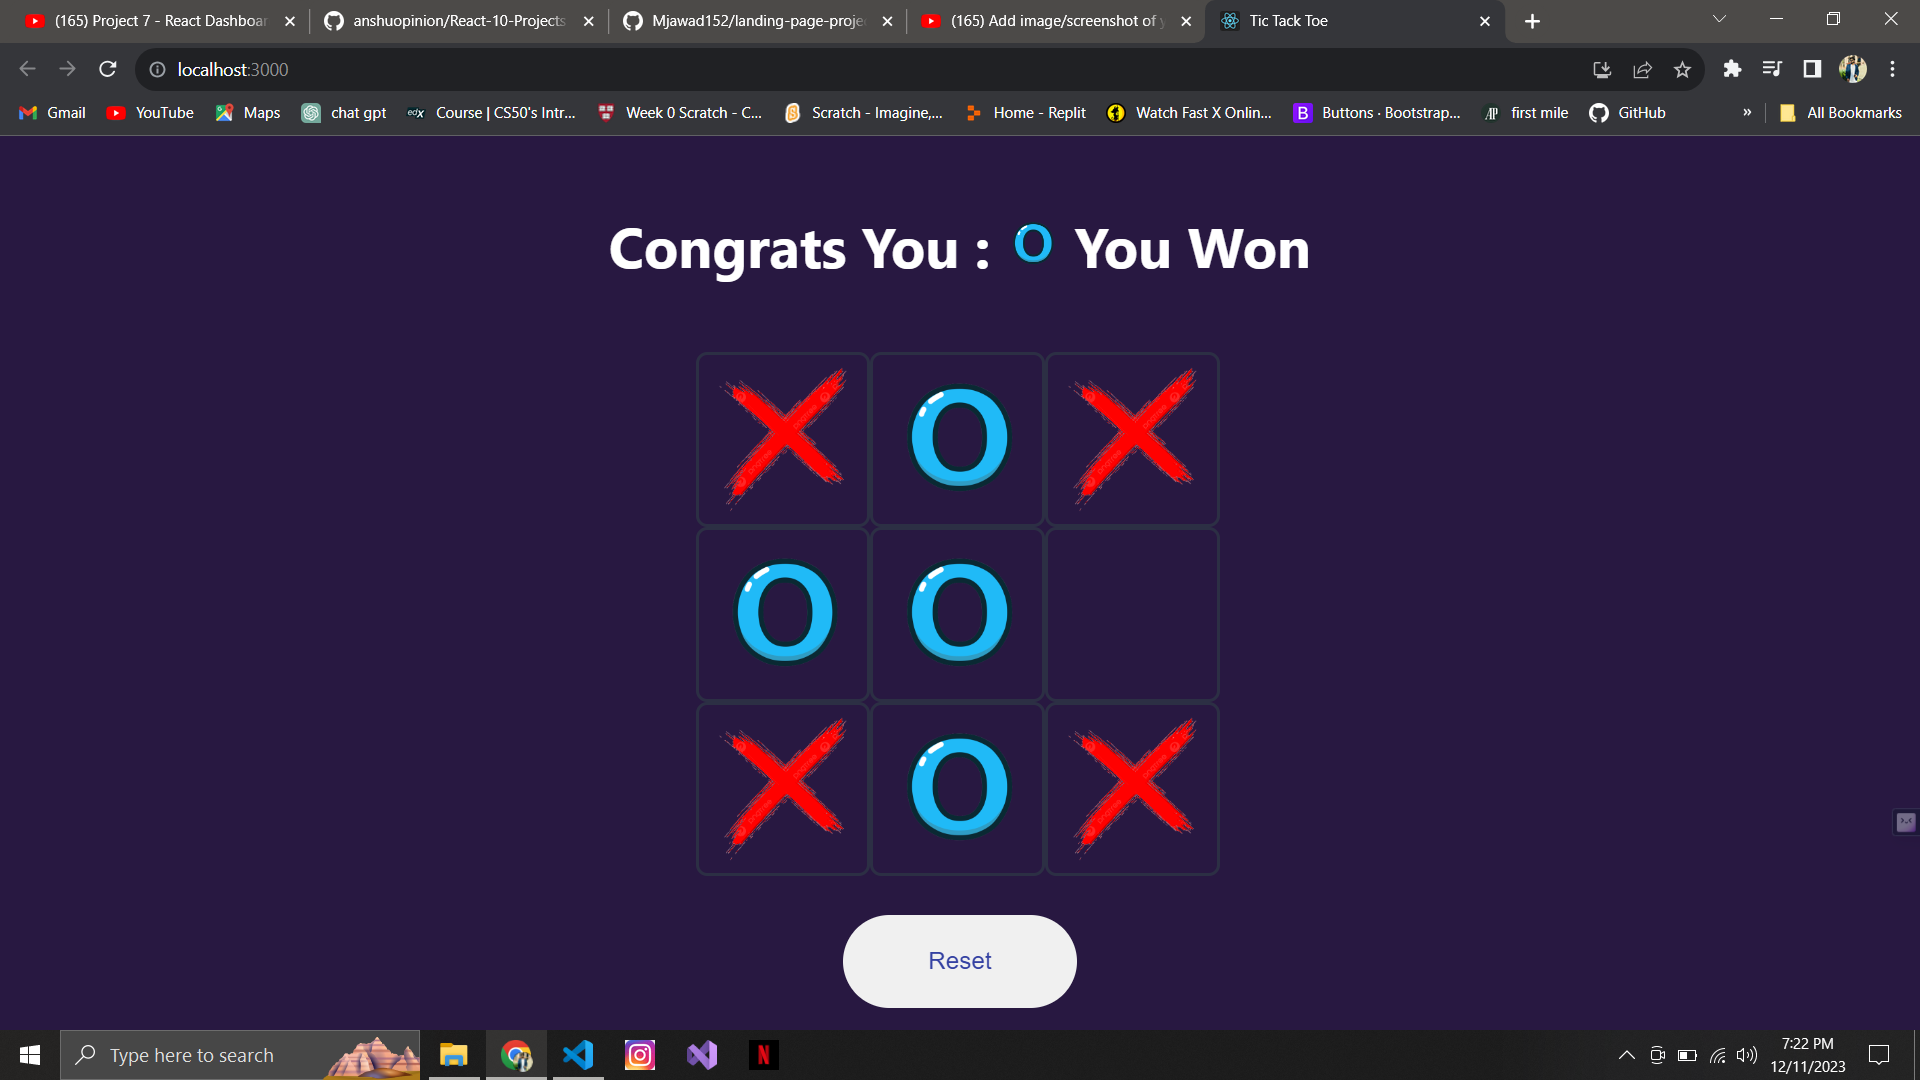 (165) Project 7 - React Dashboar
anshuopinion/React-10-Projects
Mjawad152/landing-page-proje
(165) Add image/screenshot of y
Tic Tack Toe
localhost:3000
Gmail
YouTube
Maps
chat gpt
edX
Course | CS50's Intr...
Week 0 Scratch - C...
Scratch - Imagine,...
Home - Replit
Watch Fast X Onlin...
B
Buttons · Bootstrap...
AP
first mile
GitHub
»
All Bookmarks
Congrats You : O You Won
X O X
O O
X O X
Reset
Type here to search
N
7:22 PM
12/11/2023